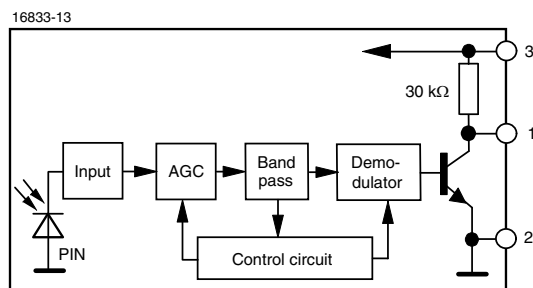 16833-13
3
30 kΩ
1
Input
AGC
Band
pass
Demo-
dulator
PIN
Control circuit
2